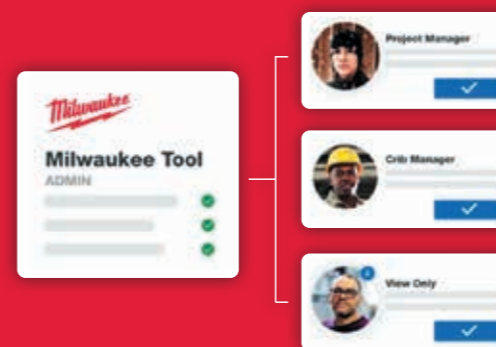 Milwaukee
Milwaukee Tool
ADMIN
Project Manager
Crib Manager
View Only